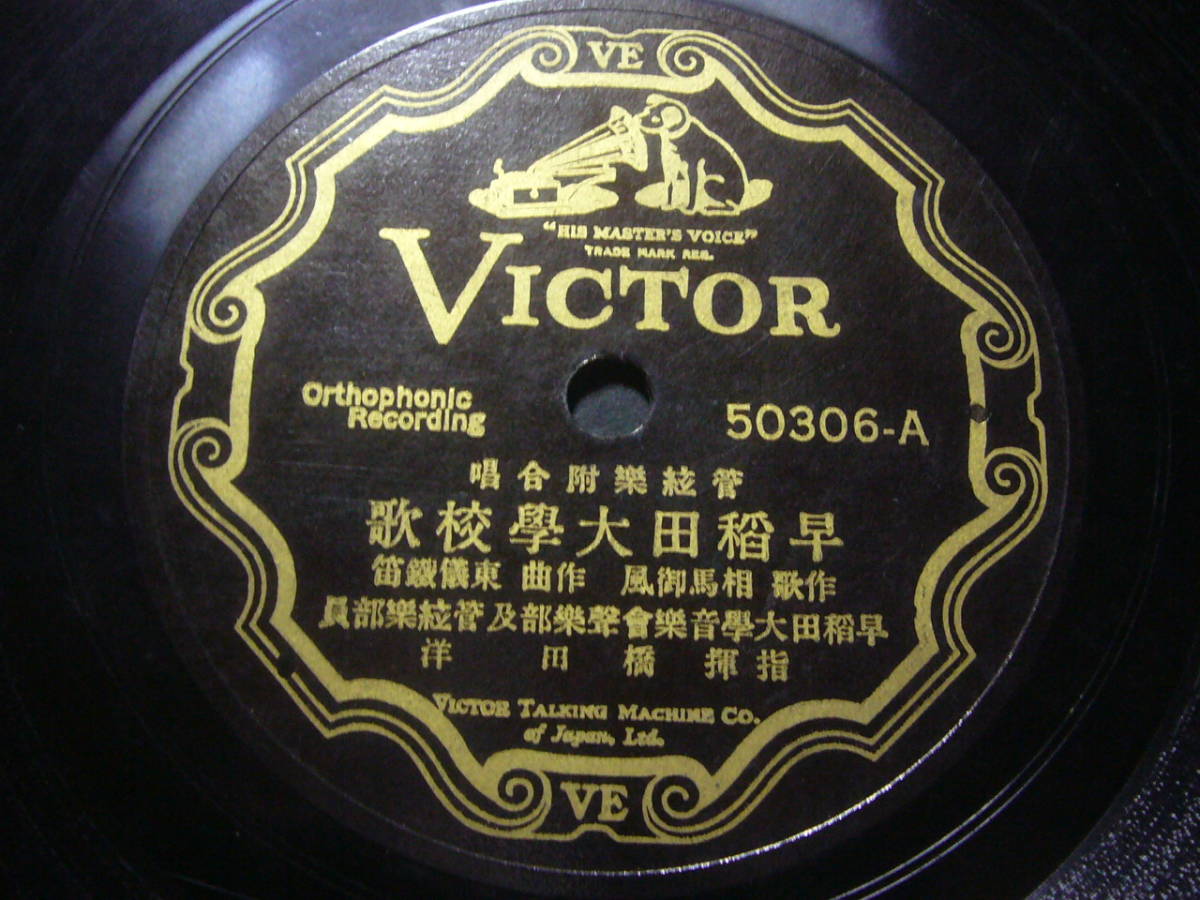 VE
"HIS MASTER'S VOICE"
TRADE MARK REG.
VICTOR
Orthophonic
Recording
50306-A
管絃樂附合唱
早稻田大學校歌
作歌 相馬御風 作曲 東儀鐵笛
早稻田大學音樂會聲樂部及管絃樂部員
指揮 橋田洋
VICTOR TALKING MACHINE CO.
of Japan, Ltd.
VE